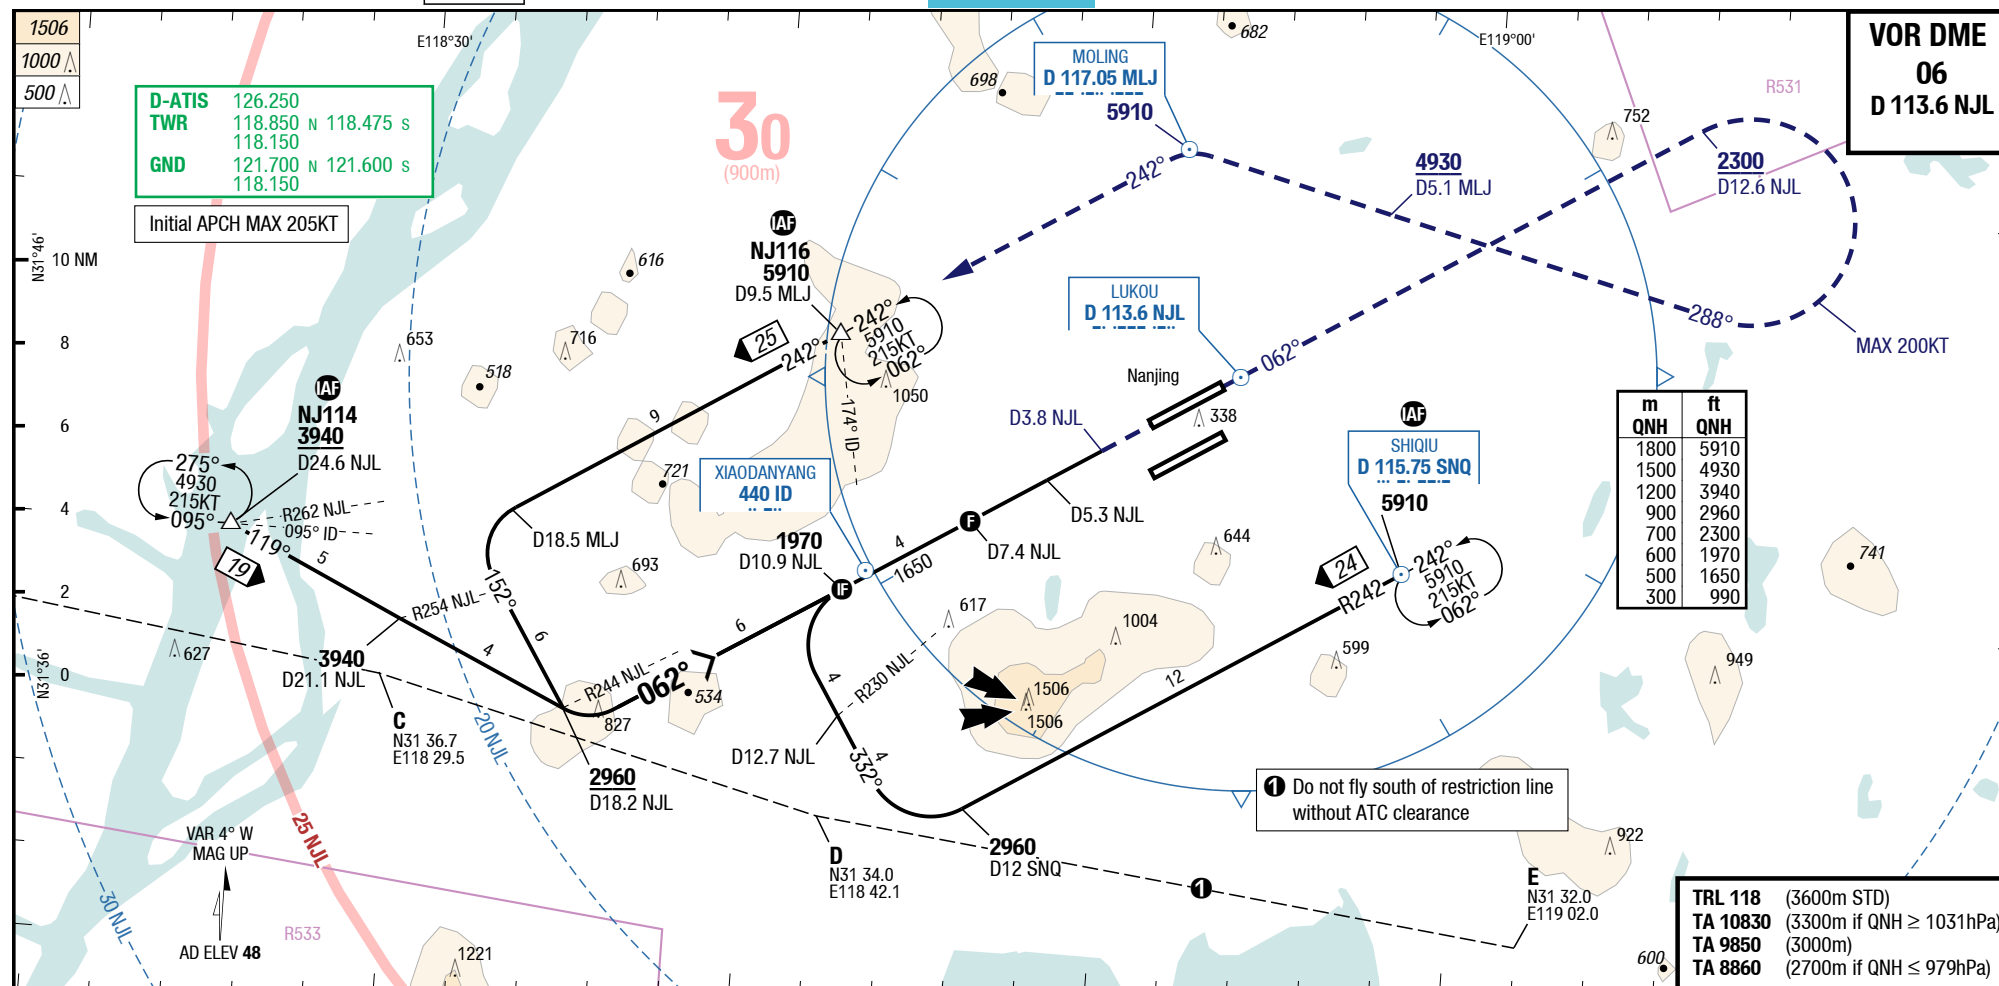 1506
1000
500
E118°30'
E119°00'
VOR DME
06
D 113.6 NJL
D-ATIS 126.250
TWR 118.850 N 118.475 S
118.150
GND 121.700 N 121.600 S
118.150
Initial APCH MAX 205KT
30
(900m)
698
682
MOLING
D 117.05 MLJ
5910
R531
752
4930
D5.1 MLJ
2300
D12.6 NJL
242°
N31°46'
10 NM
8
6
4
2
0
N31°36'
IAF
NJ116
5910
D9.5 MLJ
616
716
653
518
25
242°
242°
5910
215KT
062°
1050
174° ID
9
LUKOU
D 113.6 NJL
062°
288°
MAX 200KT
Nanjing
338
D3.8 NJL
IAF
NJ114
3940
D24.6 NJL
275°
4930
215KT
095°
R262 NJL
095° ID
119°
19
5
721
XIAODANYANG
440 ID
1970
D10.9 NJL
IF
D18.5 MLJ
693
152°
6
R254 NJL
4
1650
F
D7.4 NJL
D5.3 NJL
IAF
SHIQIU
D 115.75 SNQ
5910
644
24
R242
242°
5910
215KT
062°
m ft
QNH QNH
1800 5910
1500 4930
1200 3940
900 2960
700 2300
600 1970
500 1650
300 990
741
949
627
3940
D21.1 NJL
4
R244 NJL
062°
6
534
827
617
R230 NJL
4
4
332°
D12.7 NJL
1004
1506
1506
599
12
C
N31 36.7
E118 29.5
20 NJL
2960
D18.2 NJL
1 Do not fly south of restriction line
without ATC clearance
922
VAR 4° W
MAG UP
25 NJL
30 NJL
AD ELEV 48
R533
1221
D
N31 34.0
E118 42.1
2960
D12 SNQ
1
E
N31 32.0
E119 02.0
600
TRL 118 (3600m STD)
TA 10830 (3300m if QNH ≥ 1031hPa)
TA 9850 (3000m)
TA 8860 (2700m if QNH ≤ 979hPa)